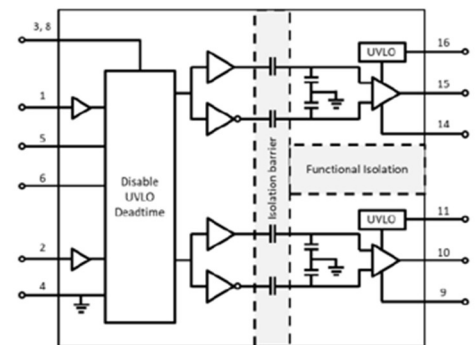 3, 8
16
UVLO
1
15
5
14
Disable
UVLO
Deadtime
Isolation barrier
Functional Isolation
6
11
UVLO
2
10
4
9